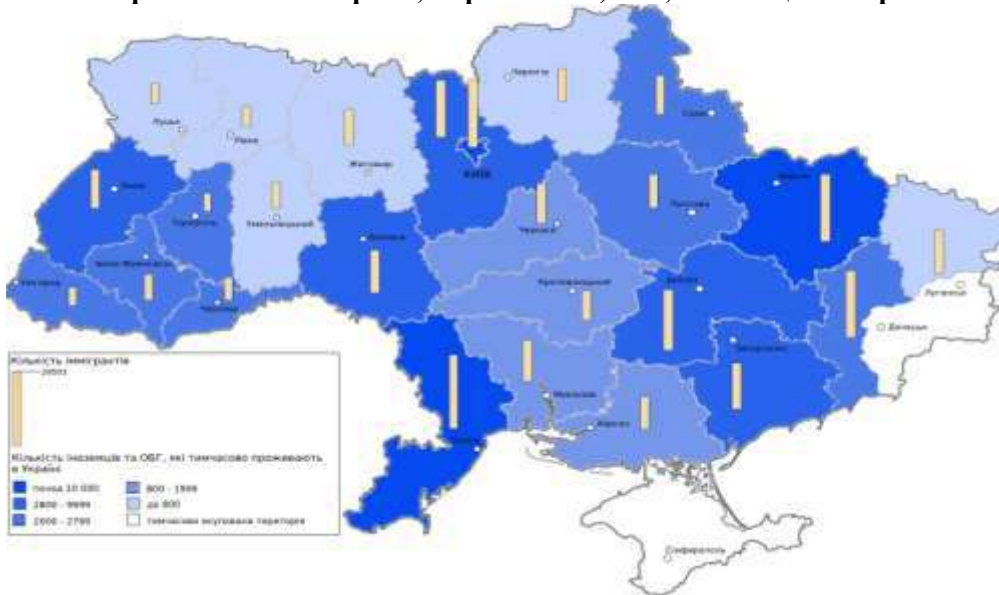 Чернігів
Суми
Луцьк
Рівне
Житомир
КИЇВ
Харків
Львів
Тернопіль
Хмельницький
Вінниця
Черкаси
Полтава
Івано-Франківськ
Ужгород
Чернівці
Кропивницький
Дніпро
Луганськ
Донецьк
Запоріжжя
Миколаїв
Херсон
Одеса
Сімферополь
Кількість іммігрантів
Кількість іноземців та ОБГ, які тимчасово проживають
в Україні
понад 10 000
2800 - 9999
2000 - 2799
800 - 1999
до 800
тимчасово окупована територія